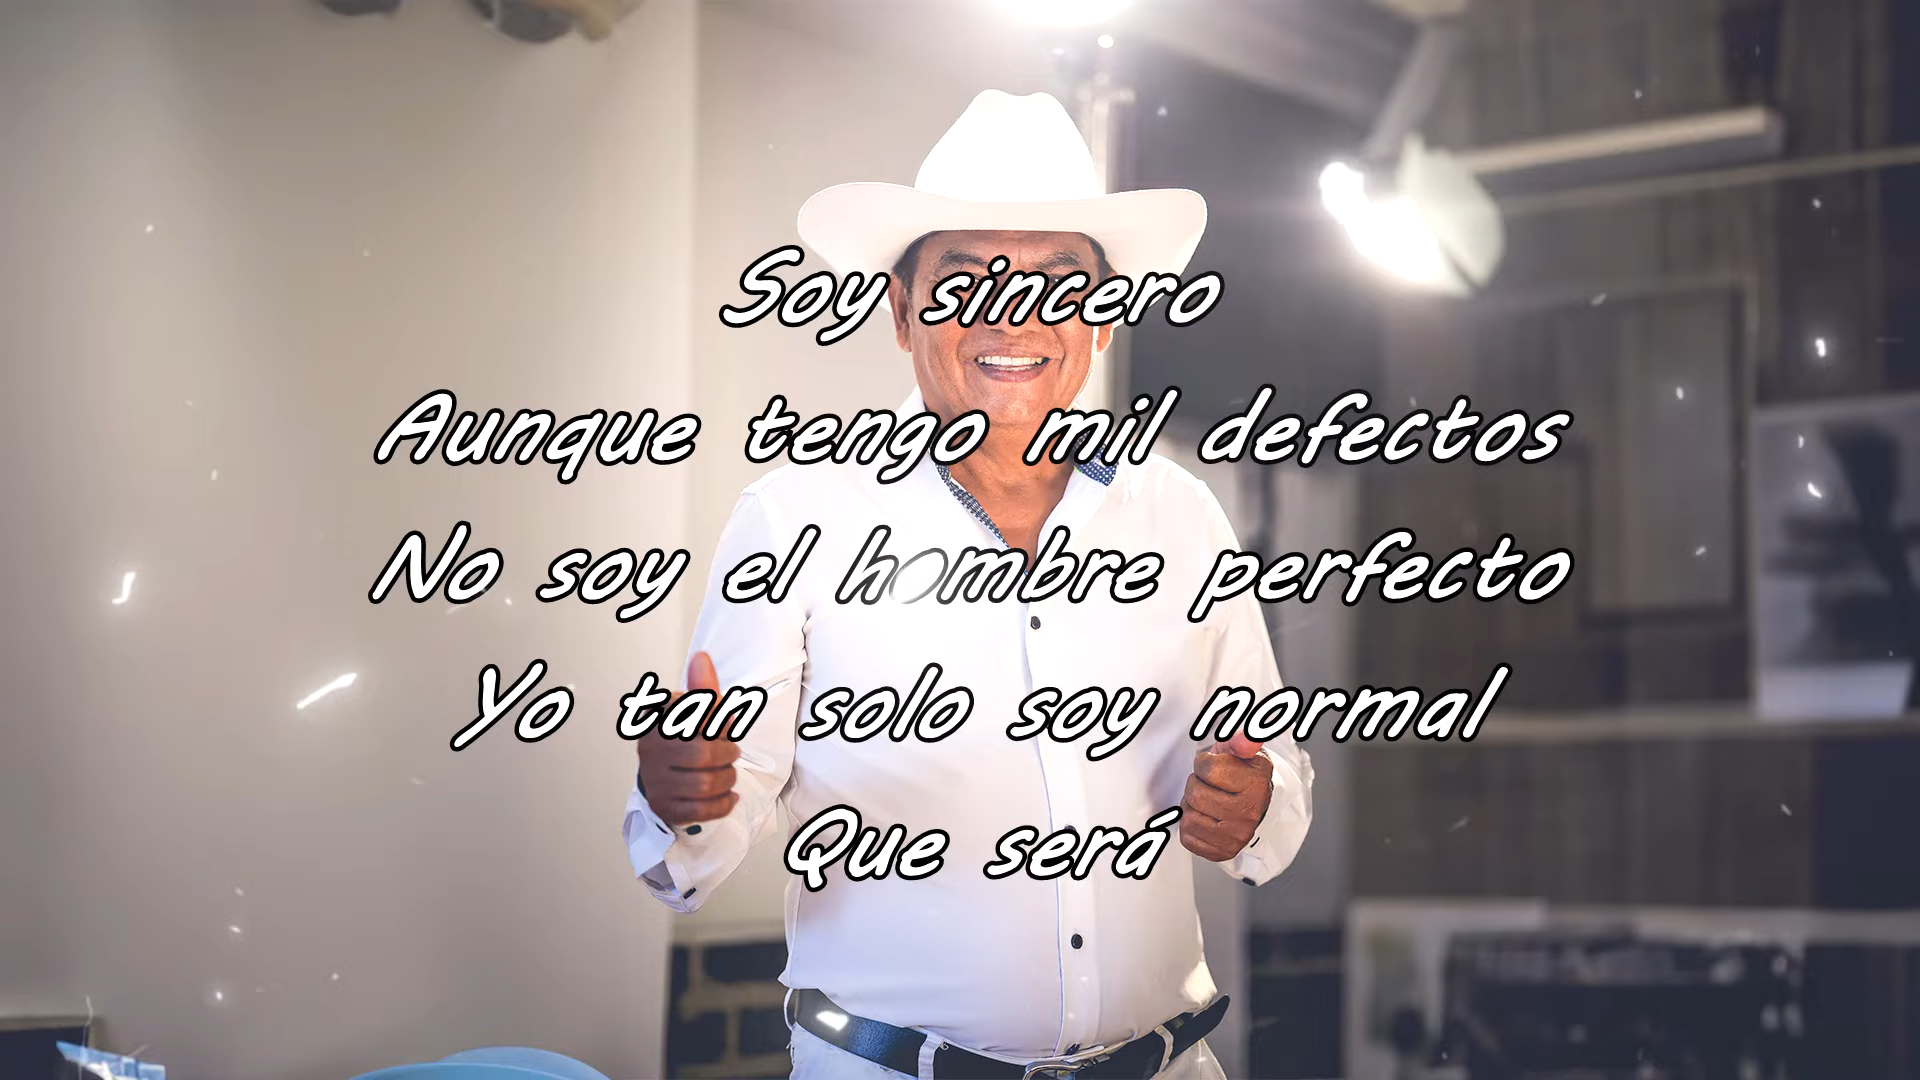 Soy sincero
Aunque tengo mil defectos
No soy el hombre perfecto
Yo tan solo soy normal
Que será